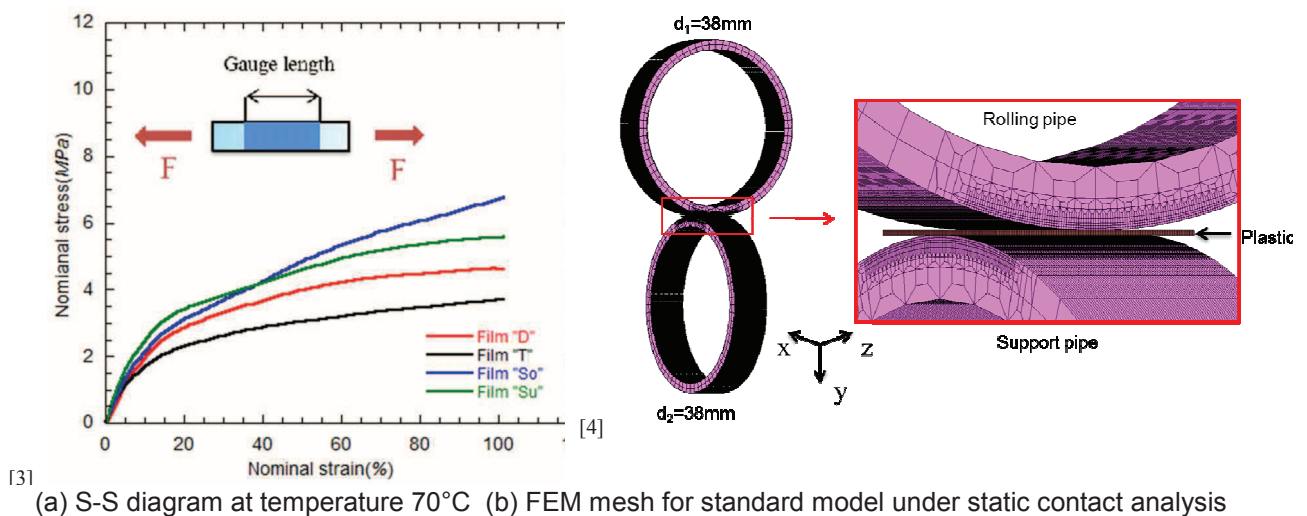 12
10
8
6
4
2
0
Nomianal stress(MPa)
Gauge length
F
F
Film "D"
Film "T"
Film "So"
Film "Su"
0
20
40
60
80
100
Nominal strain(%)
[3]
[4]
d₁=38mm
d₂=38mm
x
y
z
Rolling pipe
Plastic
Support pipe
(a) S-S diagram at temperature 70°C (b) FEM mesh for standard model under static contact analysis